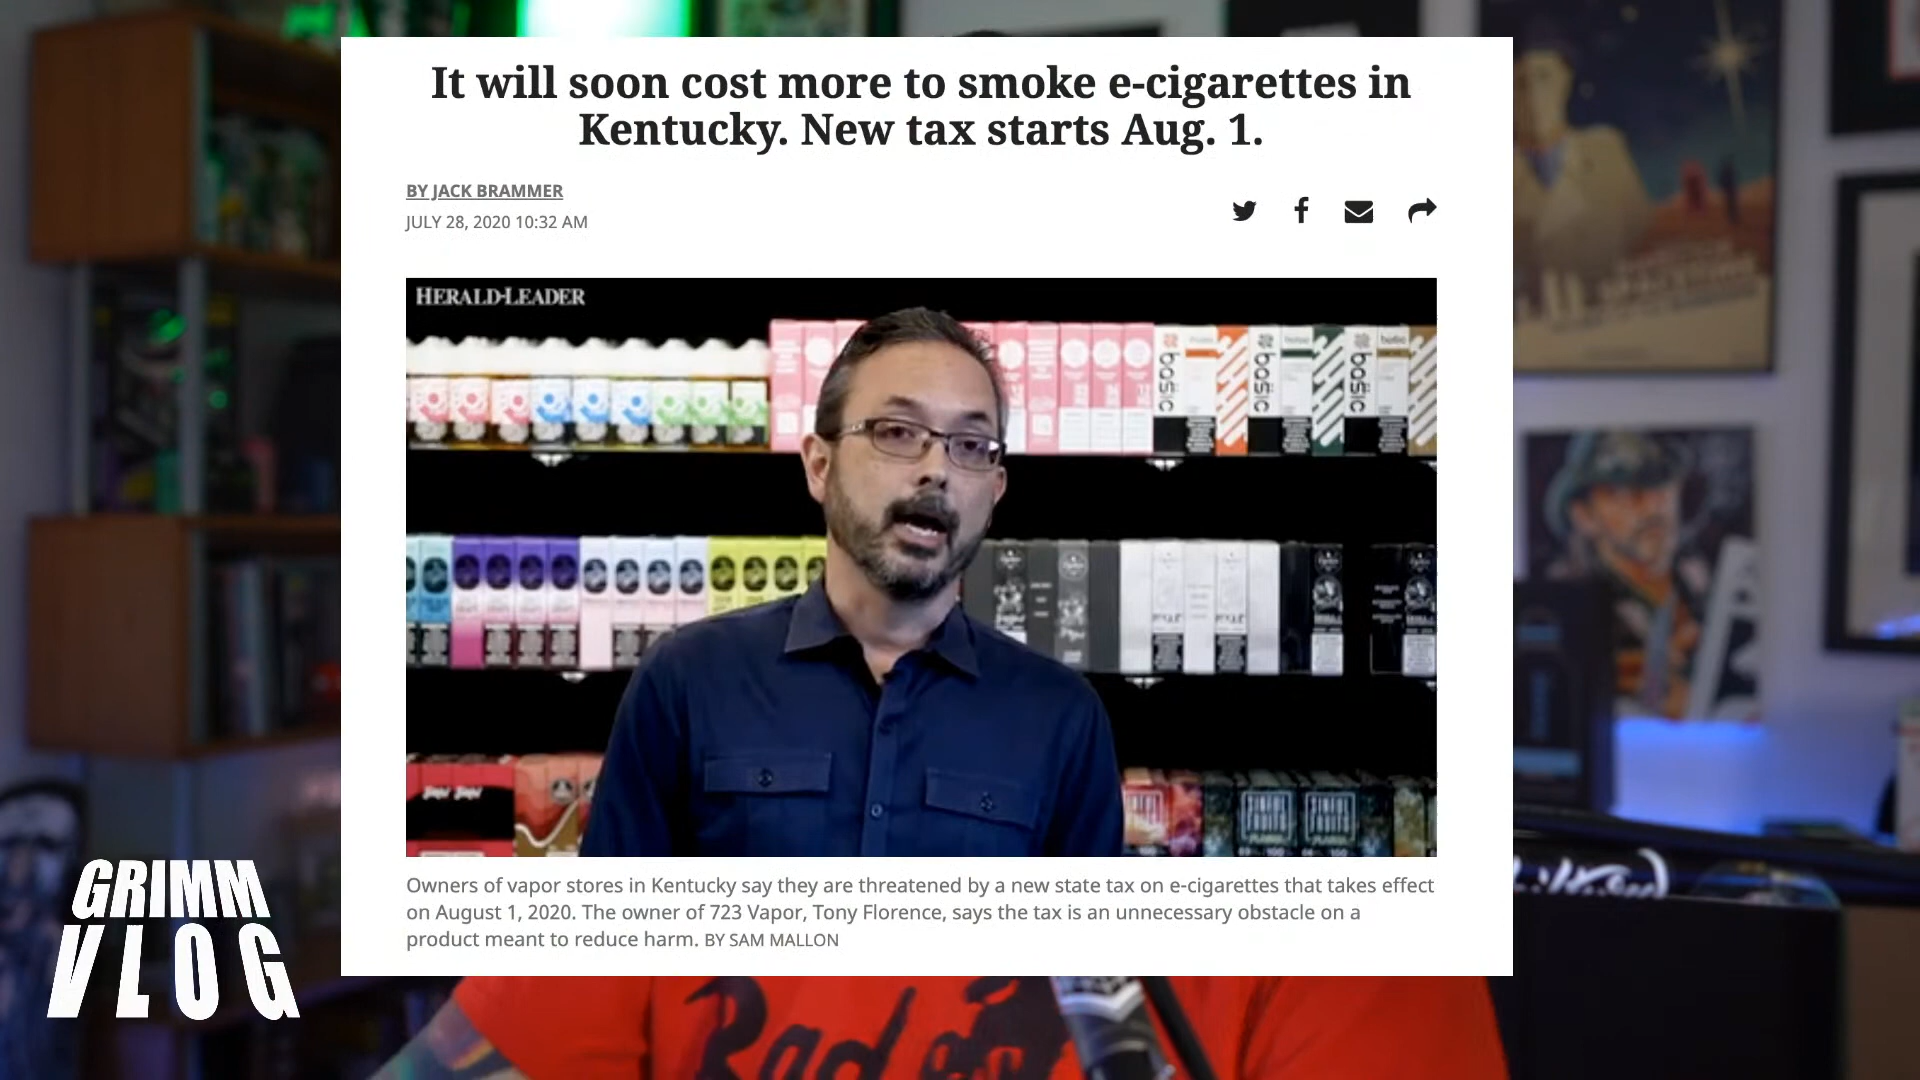 It will soon cost more to smoke e-cigarettes in
Kentucky. New tax starts Aug. 1.
BY JACK BRAMMER
JULY 28, 2020 10:32 AM
HERALD-LEADER
basic
basic
basic
Owners of vapor stores in Kentucky say they are threatened by a new state tax on e-cigarettes that takes effect
on August 1, 2020. The owner of 723 Vapor, Tony Florence, says the tax is an unnecessary obstacle on a
product meant to reduce harm. BY SAM MALLON
GRIMM
VLOG
Rad